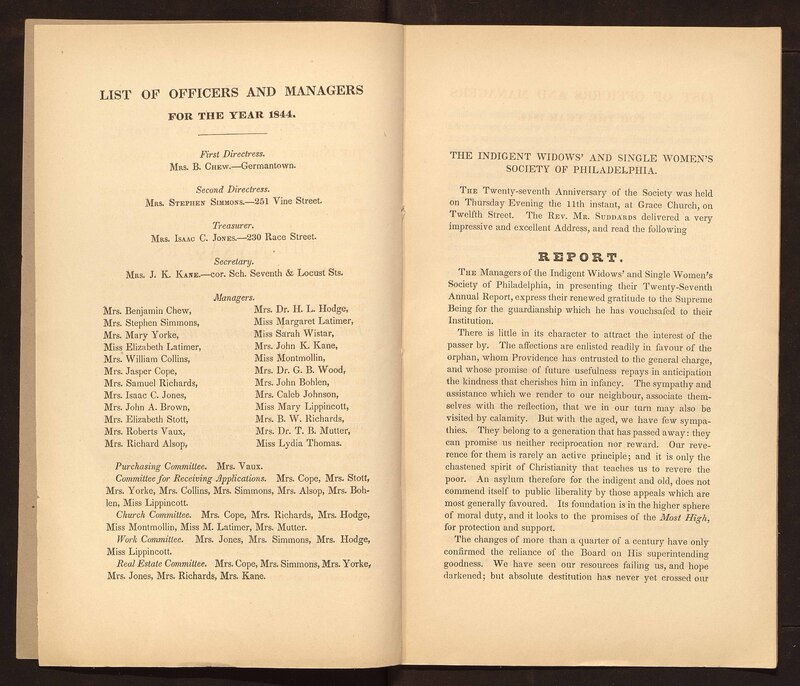 LIST OF OFFICERS AND MANAGERS
FOR THE YEAR 1844.
First Directress.
Mrs. B. Chew.—Germantown.
Second Directress.
Mrs. Stephen Simmons.—251 Vine Street.
Treasurer.
Mrs. Isaac C. Jones.—230 Race Street.
Secretary.
Mrs. J. K. Kane.—cor. Sch. Seventh & Locust Sts.
Managers.
Mrs. Benjamin Chew,
Mrs. Stephen Simmons,
Mrs. Mary Yorke,
Miss Elizabeth Latimer,
Mrs. William Collins,
Mrs. Jasper Cope,
Mrs. Samuel Richards,
Mrs. Isaac C. Jones,
Mrs. John A. Brown,
Mrs. Elizabeth Stott,
Mrs. Roberts Vaux,
Mrs. Richard Alsop,
Mrs. Dr. H. L. Hodge,
Miss Margaret Latimer,
Miss Sarah Wistar,
Mrs. John K. Kane,
Miss Montmollin,
Mrs. Dr. G. B. Wood,
Mrs. John Bohlen,
Mrs. Caleb Johnson,
Miss Mary Lippincott,
Mrs. B. W. Richards,
Mrs. Dr. T. B. Mutter,
Miss Lydia Thomas.
Purchasing Committee. Mrs. Vaux.
Committee for Receiving Applications. Mrs. Cope, Mrs. Stott,
Mrs. Yorke, Mrs. Collins, Mrs. Simmons, Mrs. Alsop, Mrs. Boh-
len, Miss Lippincott.
Church Committee. Mrs. Cope, Mrs. Richards, Mrs. Hodge,
Miss Montmollin, Miss M. Latimer, Mrs. Mutter.
Work Committee. Mrs. Jones, Mrs. Simmons, Mrs. Hodge,
Miss Lippincott.
Real Estate Committee. Mrs. Cope, Mrs. Simmons, Mrs. Yorke,
Mrs. Jones, Mrs. Richards, Mrs. Kane.
THE INDIGENT WIDOWS' AND SINGLE WOMEN'S
SOCIETY OF PHILADELPHIA.
The Twenty-seventh Anniversary of the Society was held
on Thursday Evening the 11th instant, at Grace Church, on
Twelfth Street. The Rev. Mr. Suddards delivered a very
impressive and excellent Address, and read the following
REPORT.
The Managers of the Indigent Widows' and Single Women's
Society of Philadelphia, in presenting their Twenty-Seventh
Annual Report, express their renewed gratitude to the Supreme
Being for the guardianship which he has vouchsafed to their
Institution.
There is little in its character to attract the interest of the
passer by. The affections are enlisted readily in favour of the
orphan, whom Providence has entrusted to the general charge,
and whose promise of future usefulness repays in anticipation
the kindness that cherishes him in infancy. The sympathy and
assistance which we render to our neighbour, associate them-
selves with the reflection, that we in our turn may also be
visited by calamity. But with the aged, we have few sympa-
thies. They belong to a generation that has passed away: they
can promise us neither reciprocation nor reward. Our reve-
rence for them is rarely an active principle; and it is only the
chastened spirit of Christianity that teaches us to revere the
poor. An asylum therefore for the indigent and old, does not
commend itself to public liberality by those appeals which are
most generally favoured. Its foundation is in the higher sphere
of moral duty, and it looks to the promises of the Most High,
for protection and support.
The changes of more than a quarter of a century have only
confirmed the reliance of the Board on His superintending
goodness. We have seen our resources failing us, and hope
darkened; but absolute destitution has never yet crossed our